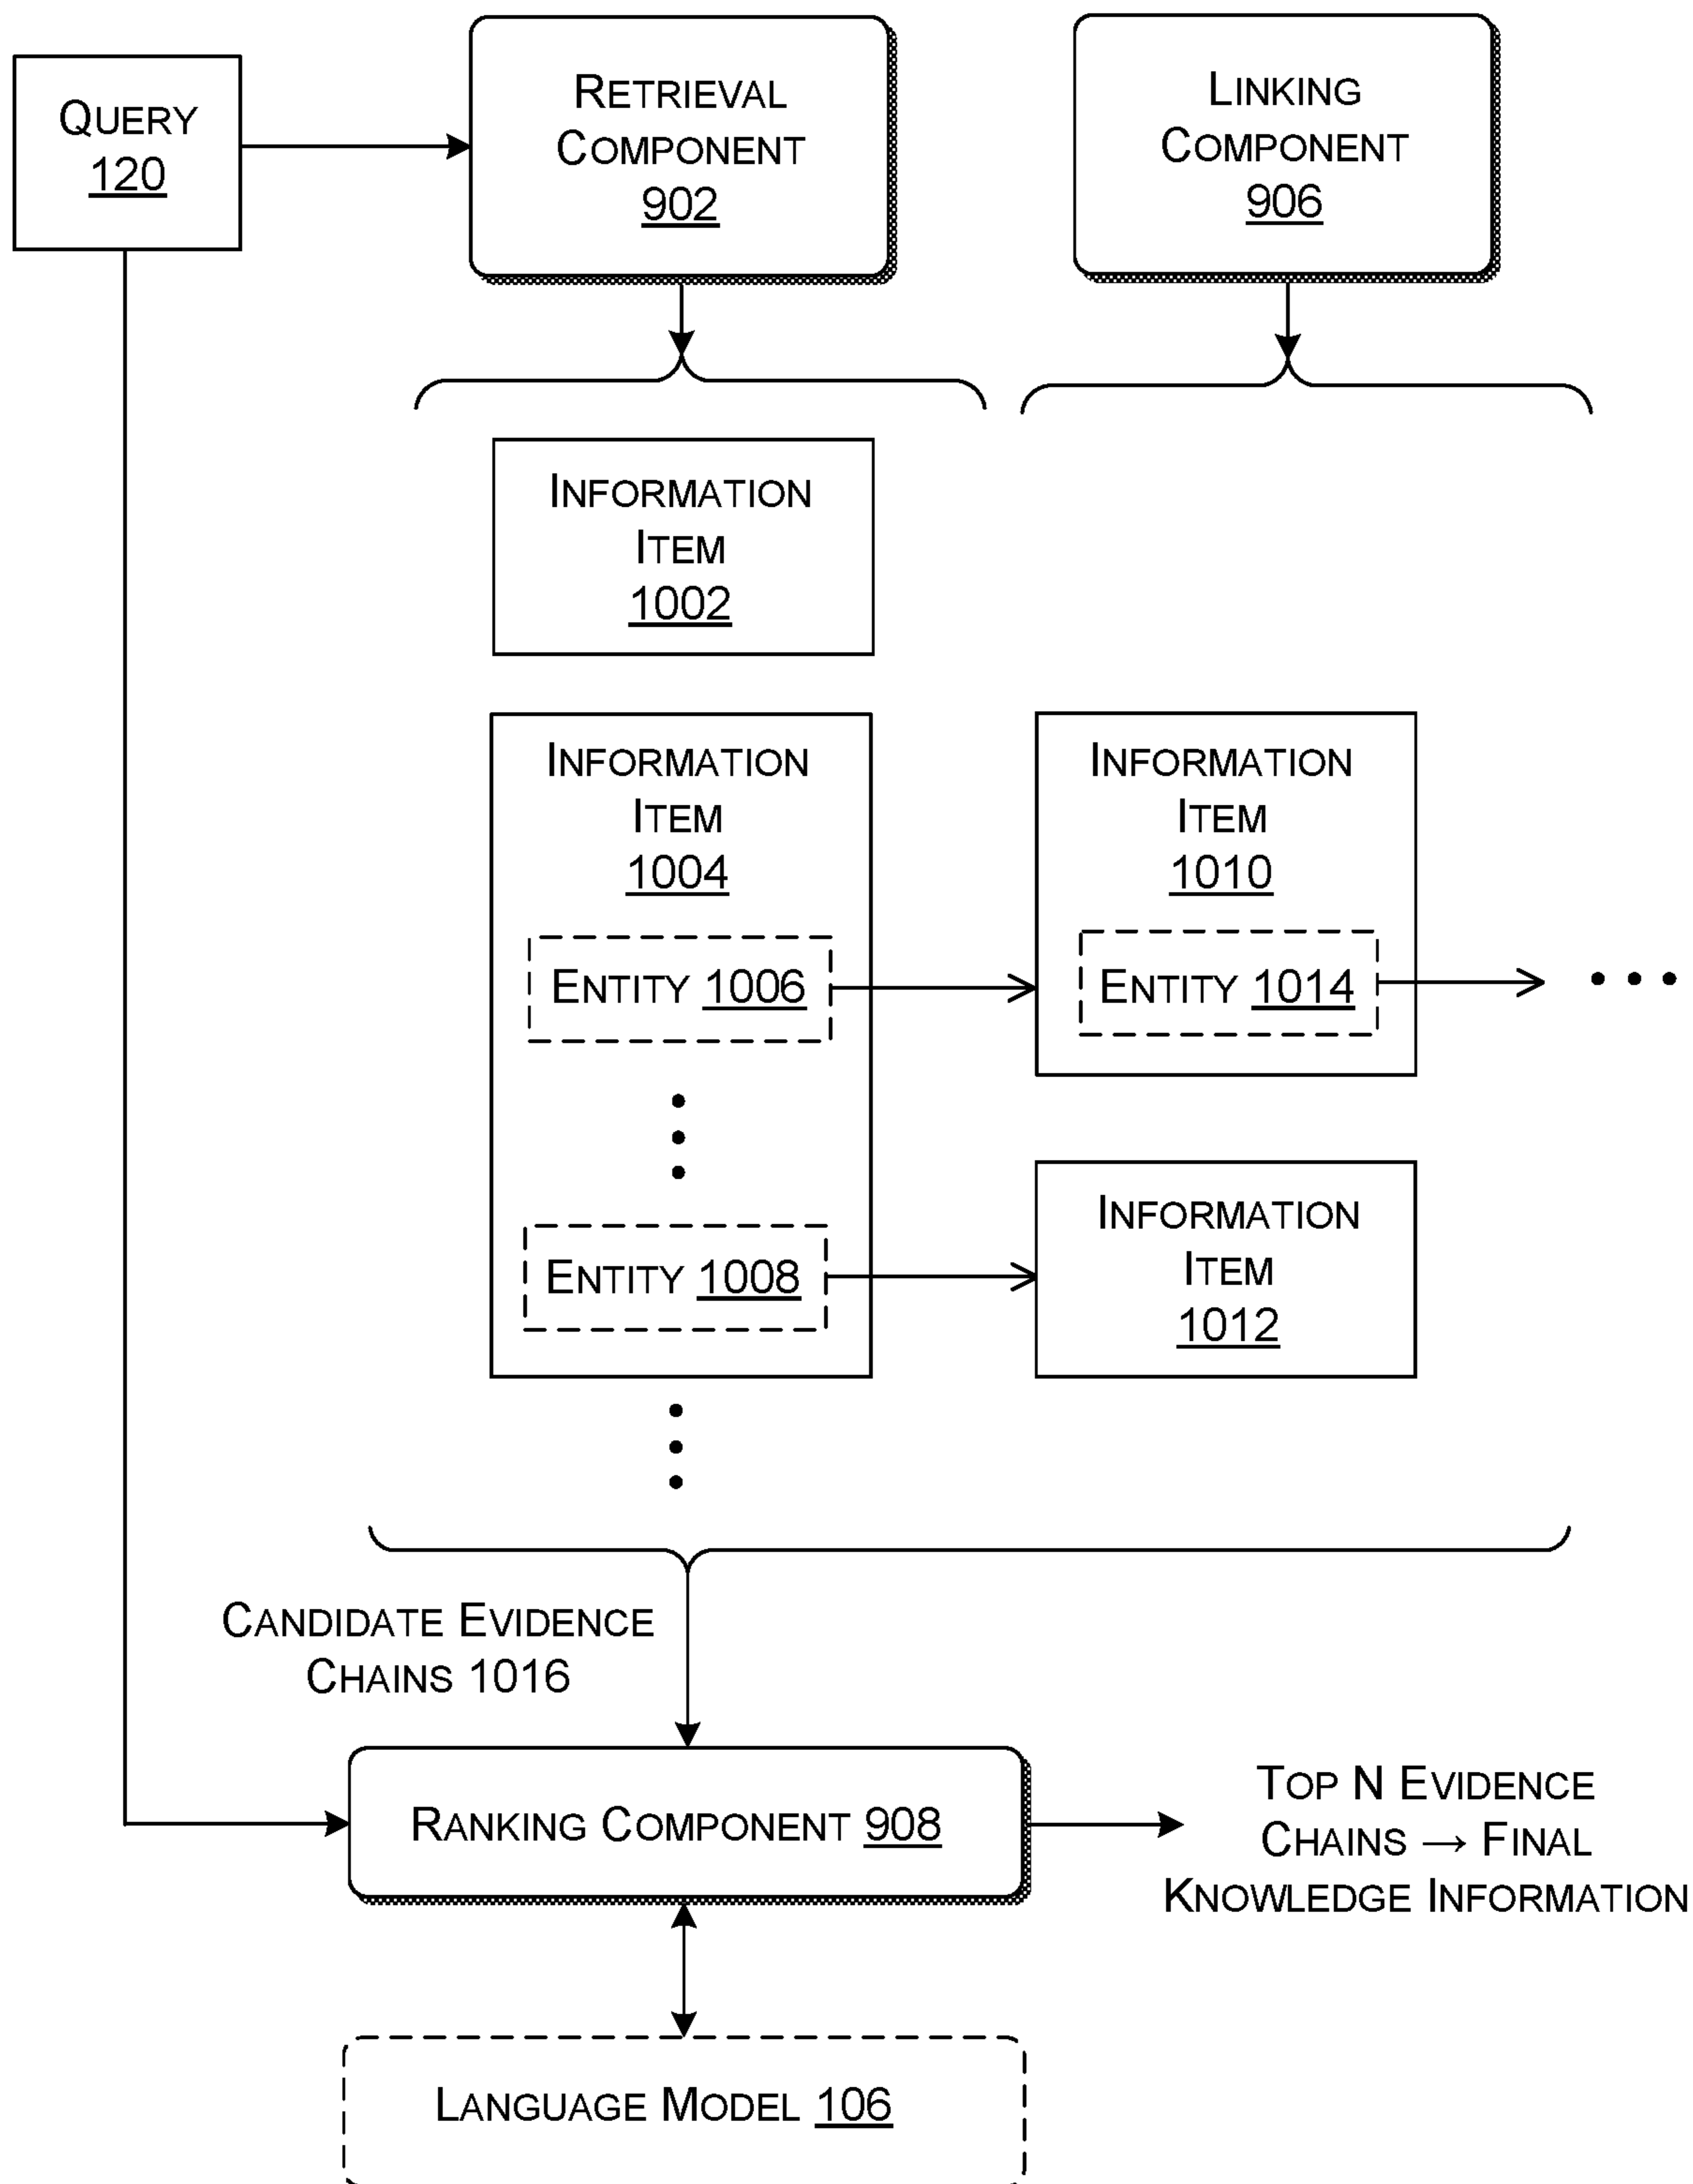 QUERY
120
RETRIEVAL
COMPONENT
902
LINKING
COMPONENT
906
INFORMATION
ITEM
1002
INFORMATION
ITEM
1004
ENTITY 1006
ENTITY 1008
INFORMATION
ITEM
1010
ENTITY 1014
INFORMATION
ITEM
1012
CANDIDATE EVIDENCE
CHAINS 1016
RANKING COMPONENT 908
TOP N EVIDENCE
CHAINS → FINAL
KNOWLEDGE INFORMATION
LANGUAGE MODEL 106